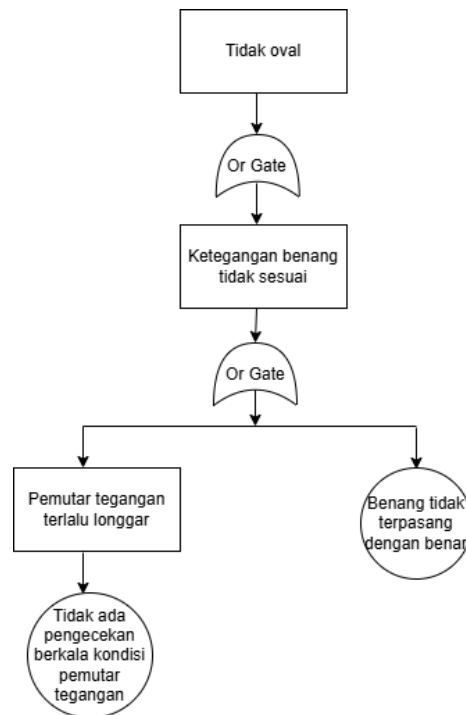 Tidak oval
Or Gate
Ketegangan benang
tidak sesuai
Or Gate
Pemutar tegangan
terlalu longgar
Benang tidak
terpasang
dengan benar
Tidak ada
pengecekan
berkala kondisi
pemutar
tegangan